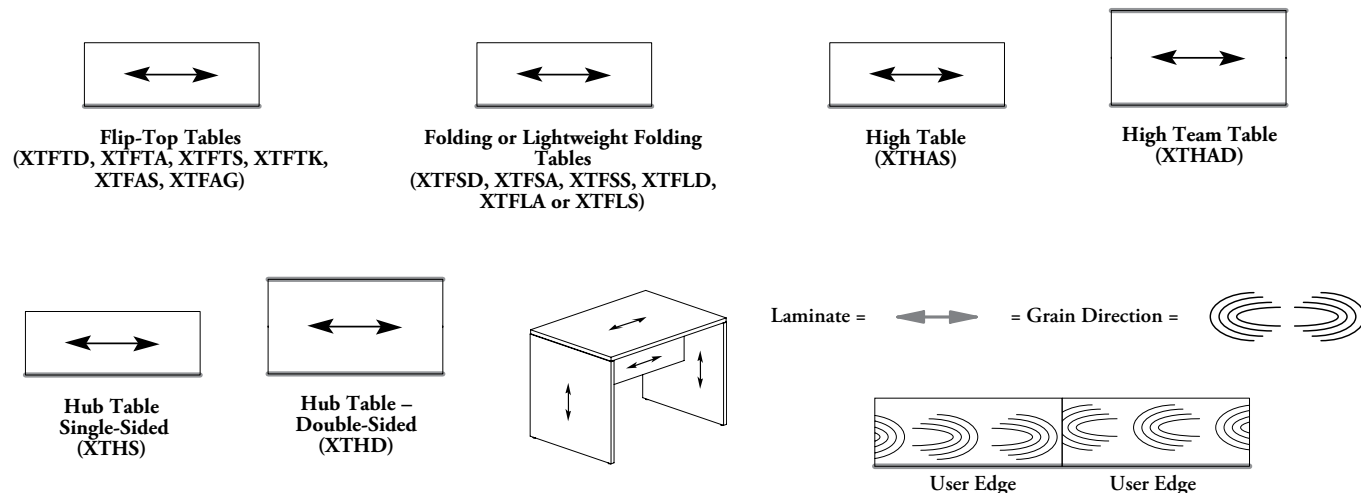 Flip-Top Tables
(XTFTD, XTFTA, XTFTS, XTFTK,
XTFAS, XTFAG)
Folding or Lightweight Folding
Tables
(XTFSD, XTFSA, XTFSS, XTFLD,
XTFLA or XTFLS)
High Table
(XTHAS)
High Team Table
(XTHAD)
Hub Table
Single-Sided
(XTHS)
Hub Table –
Double-Sided
(XTHD)
Laminate = = Grain Direction =
User Edge User Edge